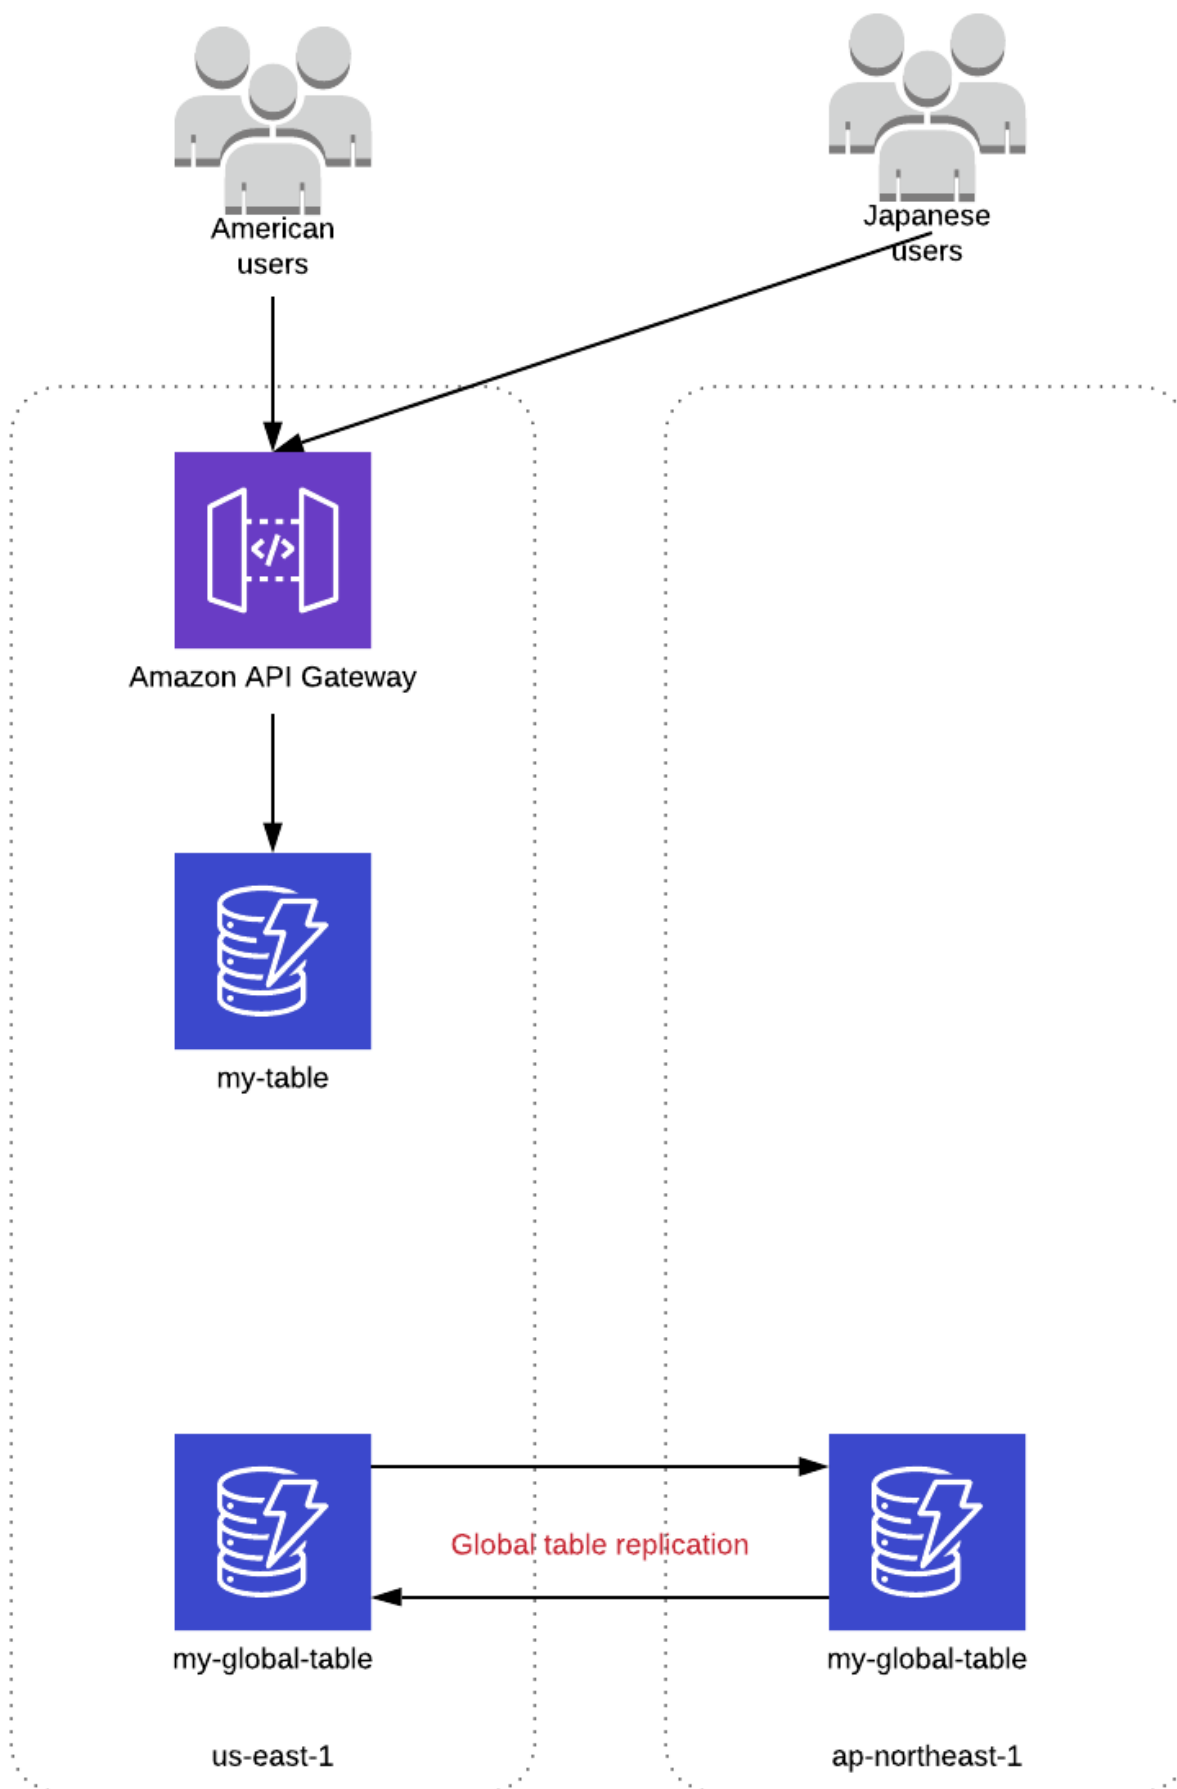 American
users
Japanese
users
</>
Amazon API Gateway
my-table
Global table replication
my-global-table
my-global-table
us-east-1
ap-northeast-1